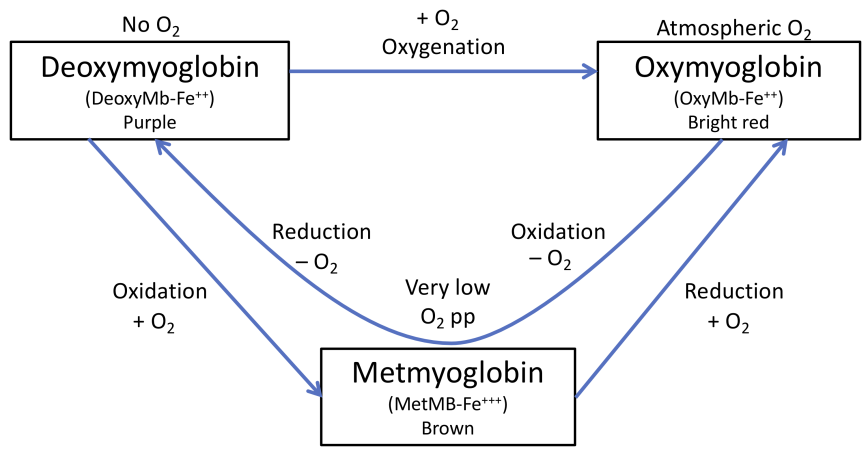 No O₂
+ O₂
Oxygenation
Atmospheric O₂
Deoxymyoglobin
(DeoxyMb-Fe⁺⁺)
Purple
Oxymyoglobin
(OxyMb-Fe⁺⁺)
Bright red
Reduction
– O₂
Oxidation
– O₂
Oxidation
+ O₂
Very low
O₂ pp
Reduction
+ O₂
Metmyoglobin
(MetMB-Fe⁺⁺⁺)
Brown